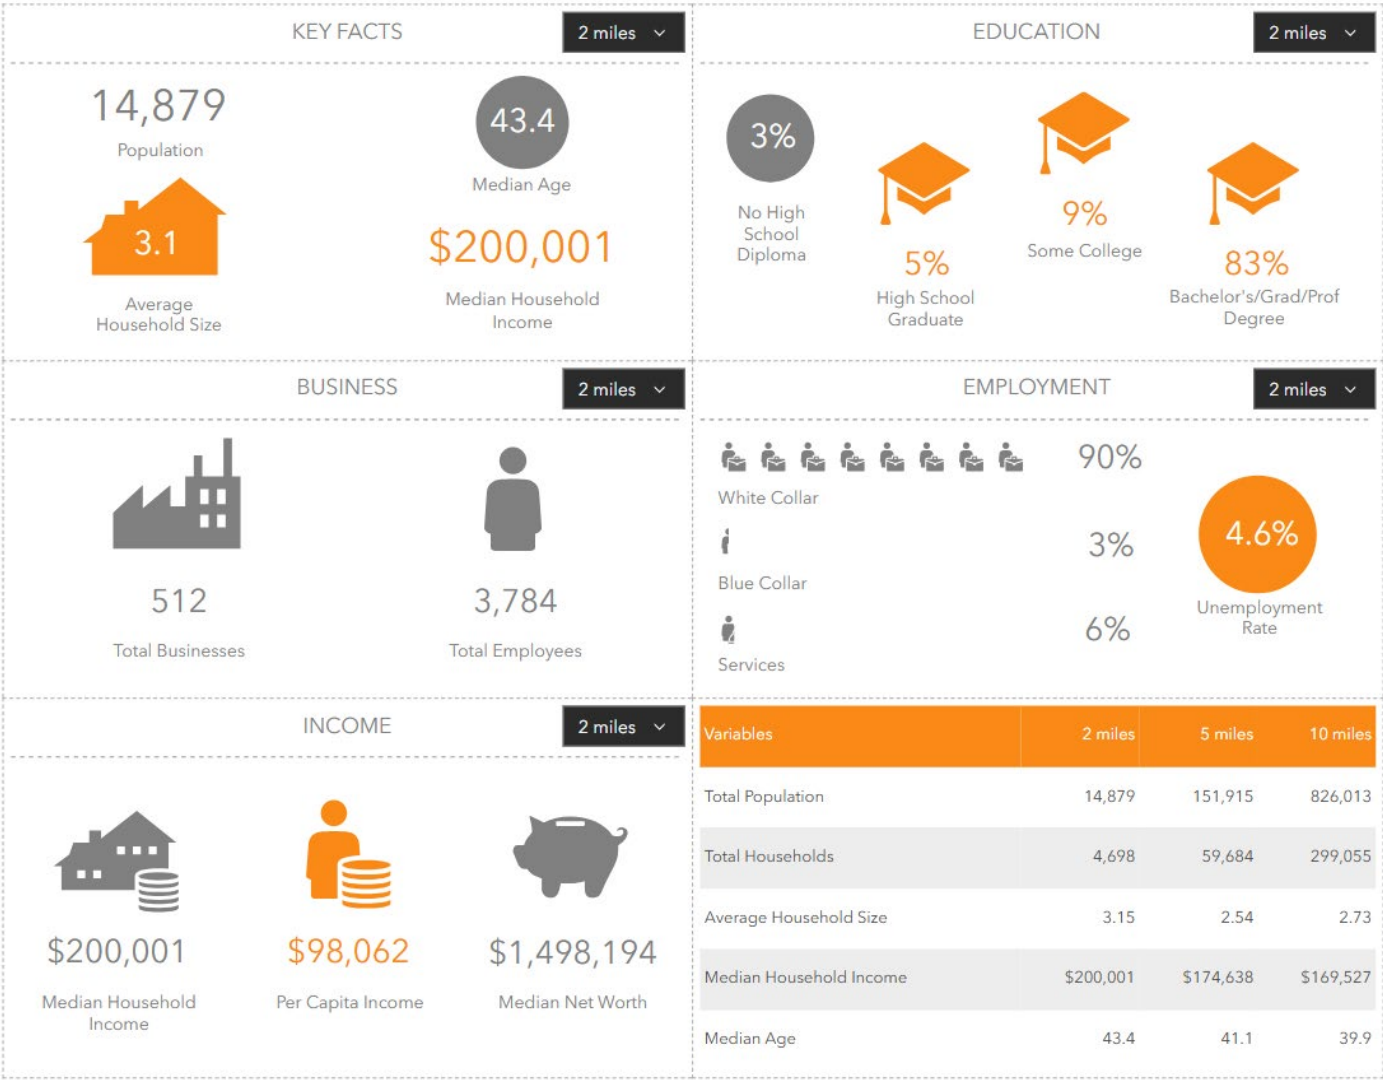 KEY FACTS
2 miles
14,879
Population
43.4
Median Age
3.1
Average
Household Size
$200,001
Median Household
Income
EDUCATION
2 miles
3%
No High
School
Diploma
5%
High School
Graduate
9%
Some College
83%
Bachelor's/Grad/Prof
Degree
BUSINESS
2 miles
512
Total Businesses
3,784
Total Employees
EMPLOYMENT
2 miles
90%
White Collar
3%
Blue Collar
6%
Services
4.6%
Unemployment
Rate
INCOME
2 miles
$200,001
Median Household
Income
$98,062
Per Capita Income
$1,498,194
Median Net Worth
Variables 2 miles 5 miles 10 miles
Total Population 14,879 151,915 826,013
Total Households 4,698 59,684 299,055
Average Household Size 3.15 2.54 2.73
Median Household Income $200,001 $174,638 $169,527
Median Age 43.4 41.1 39.9